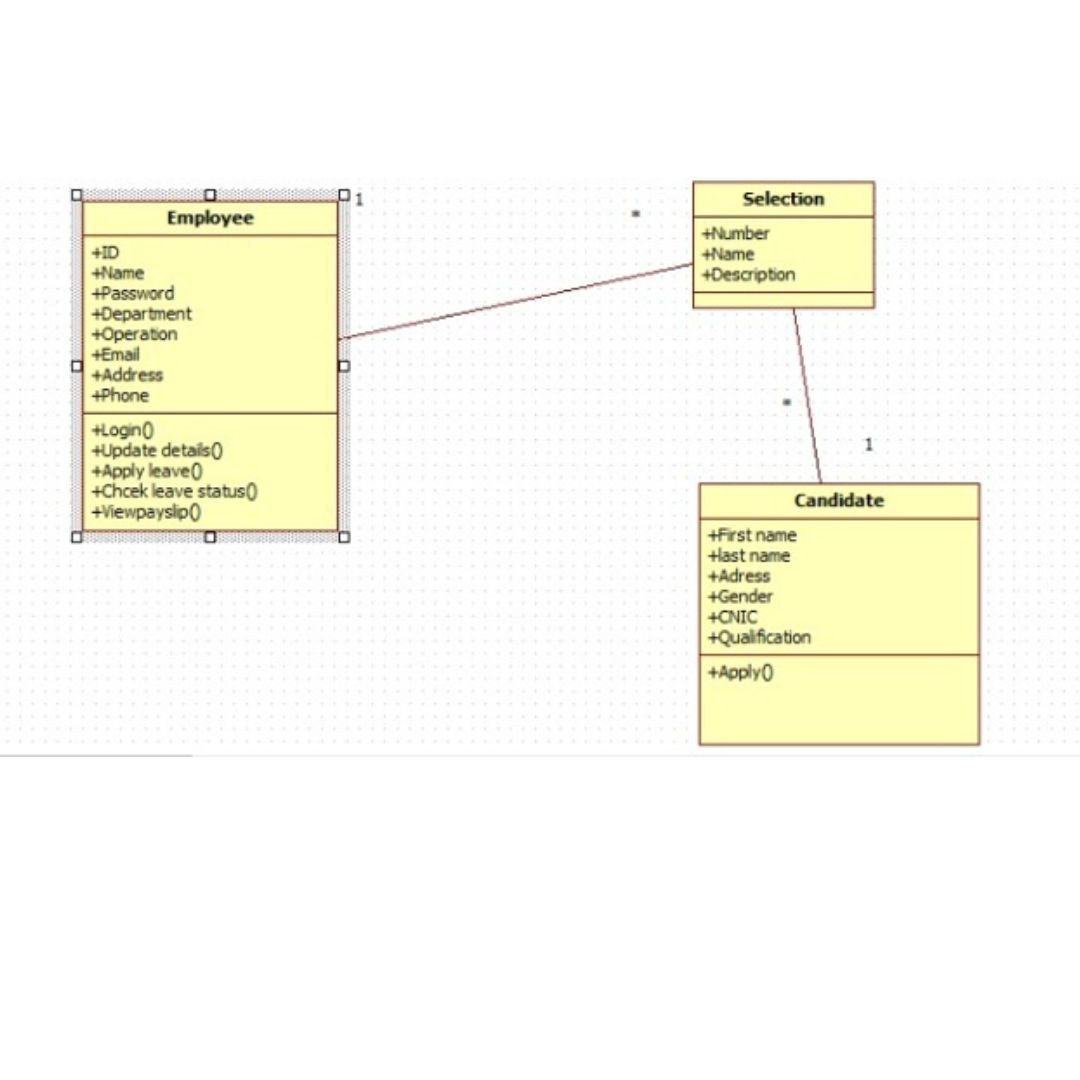 Employee
+ID
+Name
+Password
+Department
+Operation
+Email
+Address
+Phone
+Login()
+Update details()
+Apply leave()
+Chcek leave status()
+Viewpayslip()
1
*
Selection
+Number
+Name
+Description
*
1
Candidate
+First name
+last name
+Adress
+Gender
+CNIC
+Qualification
+Apply()